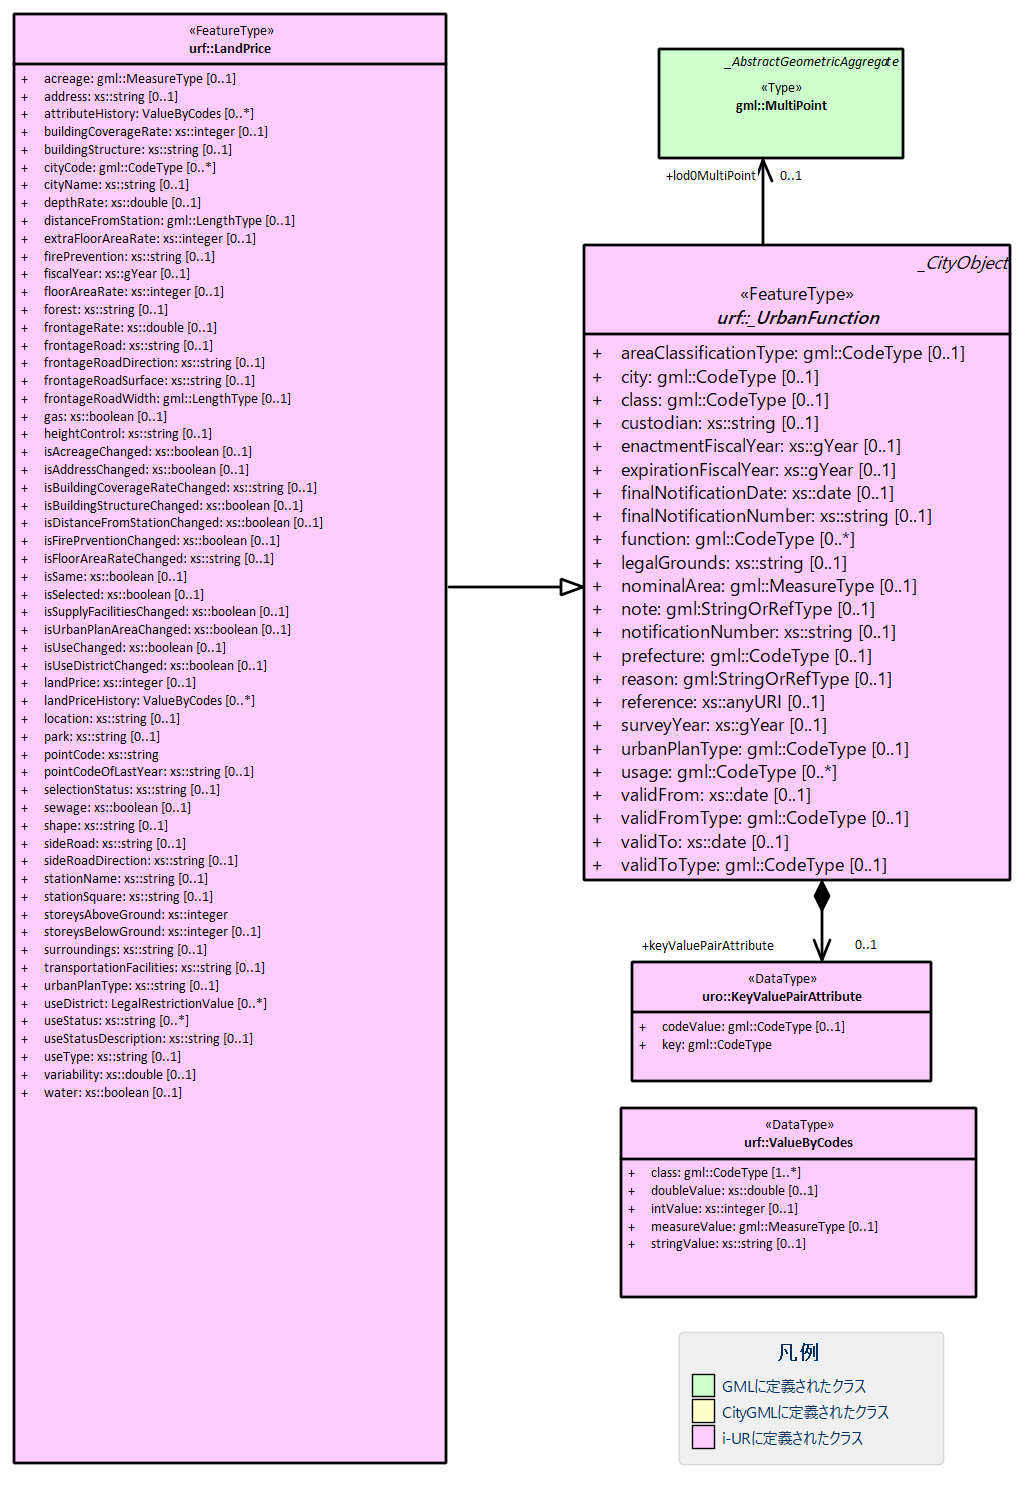 «FeatureType»
urf::LandPrice
+ acreage: gml::MeasureType [0..1]
+ address: xs::string [0..1]
+ attributeHistory: ValueByCodes [0..*]
+ buildingCoverageRate: xs::integer [0..1]
+ buildingStructure: xs::string [0..1]
+ cityCode: gml::CodeType [0..*]
+ cityName: xs::string [0..1]
+ depthRate: xs::double [0..1]
+ distanceFromStation: gml::LengthType [0..1]
+ extraFloorAreaRate: xs::integer [0..1]
+ firePrevention: xs::string [0..1]
+ fiscalYear: xs::gYear [0..1]
+ floorAreaRate: xs::integer [0..1]
+ forest: xs::string [0..1]
+ frontageRate: xs::double [0..1]
+ frontageRoad: xs::string [0..1]
+ frontageRoadDirection: xs::string [0..1]
+ frontageRoadSurface: xs::string [0..1]
+ frontageRoadWidth: gml::LengthType [0..1]
+ gas: xs::boolean [0..1]
+ heightControl: xs::string [0..1]
+ isAcreageChanged: xs::boolean [0..1]
+ isAddressChanged: xs::boolean [0..1]
+ isBuildingCoverageRateChanged: xs::string [0..1]
+ isBuildingStructureChanged: xs::boolean [0..1]
+ isDistanceFromStationChanged: xs::boolean [0..1]
+ isFirePrventionChanged: xs::boolean [0..1]
+ isFloorAreaRateChanged: xs::string [0..1]
+ isSame: xs::boolean [0..1]
+ isSelected: xs::boolean [0..1]
+ isSupplyFacilitiesChanged: xs::boolean [0..1]
+ isUrbanPlanAreaChanged: xs::boolean [0..1]
+ isUseChanged: xs::boolean [0..1]
+ isUseDistrictChanged: xs::boolean [0..1]
+ landPrice: xs::integer [0..1]
+ landPriceHistory: ValueByCodes [0..*]
+ location: xs::string [0..1]
+ park: xs::string [0..1]
+ pointCode: xs::string
+ pointCodeOfLastYear: xs::string [0..1]
+ selectionStatus: xs::string [0..1]
+ sewage: xs::boolean [0..1]
+ shape: xs::string [0..1]
+ sideRoad: xs::string [0..1]
+ sideRoadDirection: xs::string [0..1]
+ stationName: xs::string [0..1]
+ stationSquare: xs::string [0..1]
+ storeysAboveGround: xs::integer
+ storeysBelowGround: xs::integer [0..1]
+ surroundings: xs::string [0..1]
+ transportationFacilities: xs::string [0..1]
+ urbanPlanType: xs::string [0..1]
+ useDistrict: LegalRestrictionValue [0..*]
+ useStatus: xs::string [0..*]
+ useStatusDescription: xs::string [0..1]
+ useType: xs::string [0..1]
+ variability: xs::double [0..1]
+ water: xs::boolean [0..1]
_AbstractGeometricAggregate
«Type»
gml::MultiPoint
+lod0MultiPoint 0..1
_CityObject
«FeatureType»
urf::_UrbanFunction
+ areaClassificationType: gml::CodeType [0..1]
+ city: gml::CodeType [0..1]
+ class: gml::CodeType [0..1]
+ custodian: xs::string [0..1]
+ enactmentFiscalYear: xs::gYear [0..1]
+ expirationFiscalYear: xs::gYear [0..1]
+ finalNotificationDate: xs::date [0..1]
+ finalNotificationNumber: xs::string [0..1]
+ function: gml::CodeType [0..*]
+ legalGrounds: xs::string [0..1]
+ nominalArea: gml::MeasureType [0..1]
+ note: gml:StringOrRefType [0..1]
+ notificationNumber: xs::string [0..1]
+ prefecture: gml::CodeType [0..1]
+ reason: gml:StringOrRefType [0..1]
+ reference: xs::anyURI [0..1]
+ surveyYear: xs::gYear [0..1]
+ urbanPlanType: gml::CodeType [0..1]
+ usage: gml::CodeType [0..*]
+ validFrom: xs::date [0..1]
+ validFromType: gml::CodeType [0..1]
+ validTo: xs::date [0..1]
+ validToType: gml::CodeType [0..1]
+keyValuePairAttribute 0..1
«DataType»
uro::KeyValuePairAttribute
+ codeValue: gml::CodeType [0..1]
+ key: gml::CodeType
«DataType»
urf::ValueByCodes
+ class: gml::CodeType [1..*]
+ doubleValue: xs::double [0..1]
+ intValue: xs::integer [0..1]
+ measureValue: gml::MeasureType [0..1]
+ stringValue: xs::string [0..1]
凡例
GMLに定義されたクラス
CityGMLに定義されたクラス
i-URに定義されたクラス